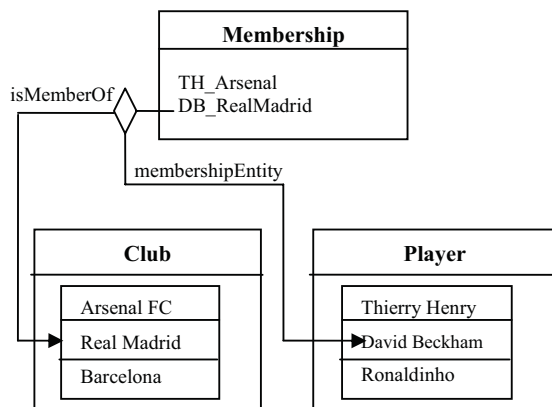 Membership
TH_Arsenal
isMemberOf
DB_RealMadrid
membershipEntity
Club
Player
Arsenal FC
Thierry Henry
Real Madrid
David Beckham
Barcelona
Ronaldinho